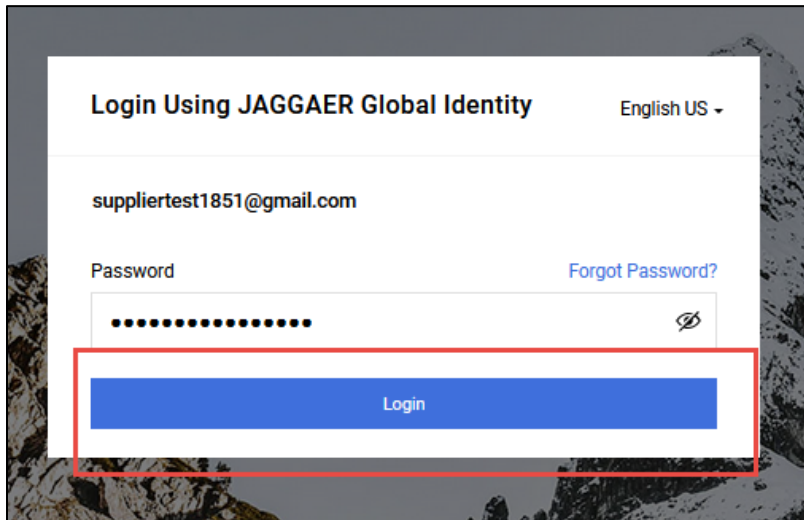 Login Using JAGGAER Global Identity
English US
suppliertest1851@gmail.com
Password
Forgot Password?
Login